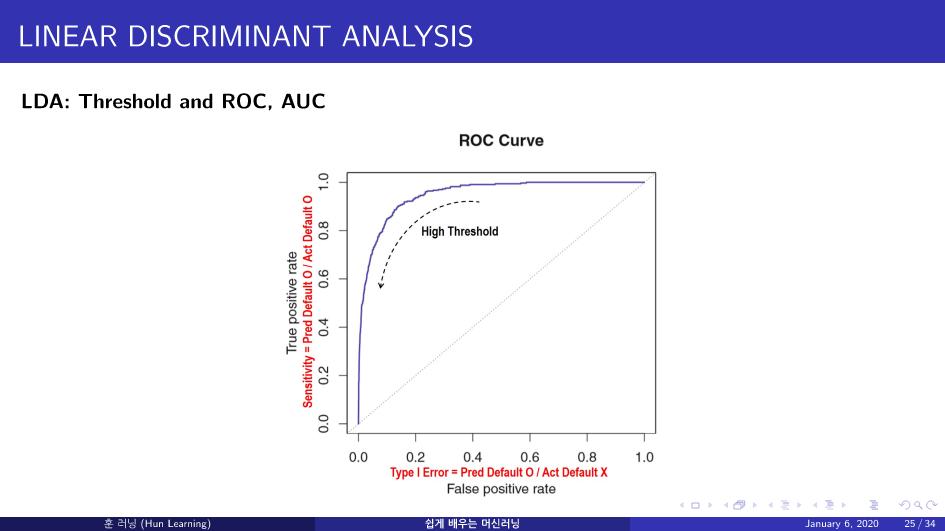 LINEAR DISCRIMINANT ANALYSIS
LDA: Threshold and ROC, AUC
ROC Curve
True positive rate
Sensitivity = Pred Default O / Act Default O
1.0
0.8
0.6
0.4
0.2
0.0
High Threshold
0.0 0.2 0.4 0.6 0.8 1.0
Type I Error = Pred Default O / Act Default X
False positive rate
훈 러닝 (Hun Learning) 쉽게 배우는 머신러닝 January 6, 2020 25 / 34